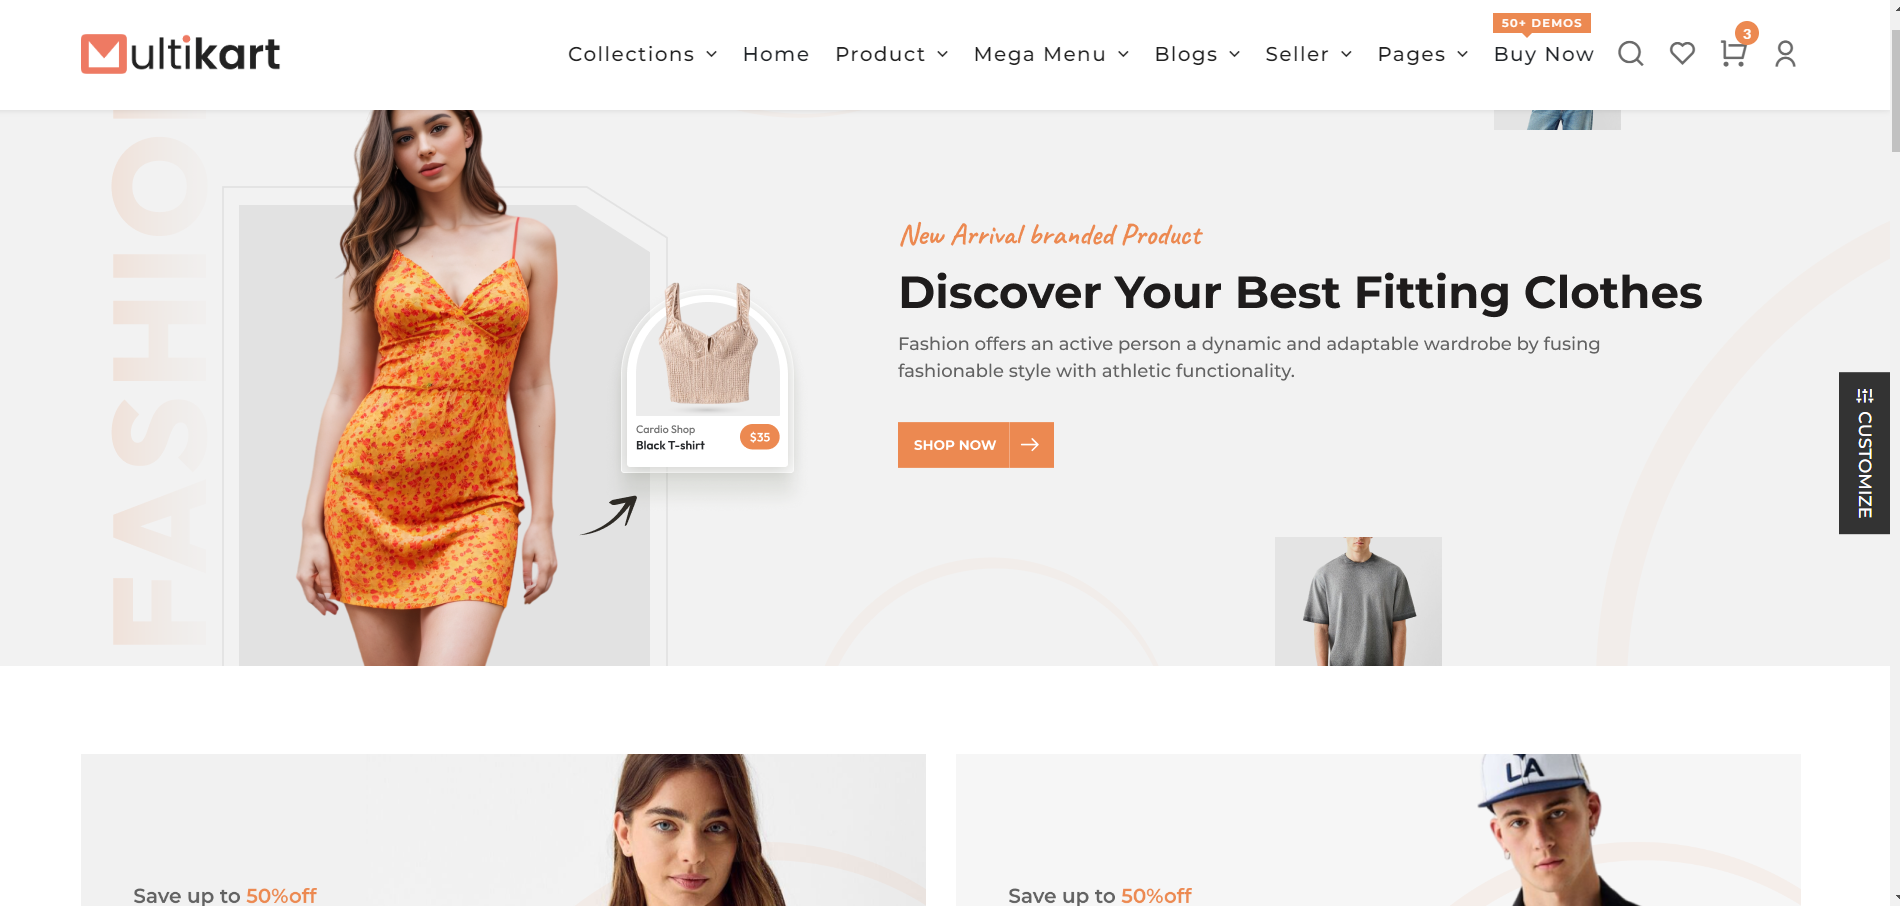 50+ DEMOS
Multikart
Collections
Home
Product
Mega Menu
Blogs
Seller
Pages
Buy Now
3
FASHION
New Arrival branded Product
Discover Your Best Fitting Clothes
Fashion offers an active person a dynamic and adaptable wardrobe by fusing
fashionable style with athletic functionality.
Cardio Shop
Black T-shirt
$35
SHOP NOW
CUSTOMIZE
LA
Save up to 50%off
Save up to 50%off